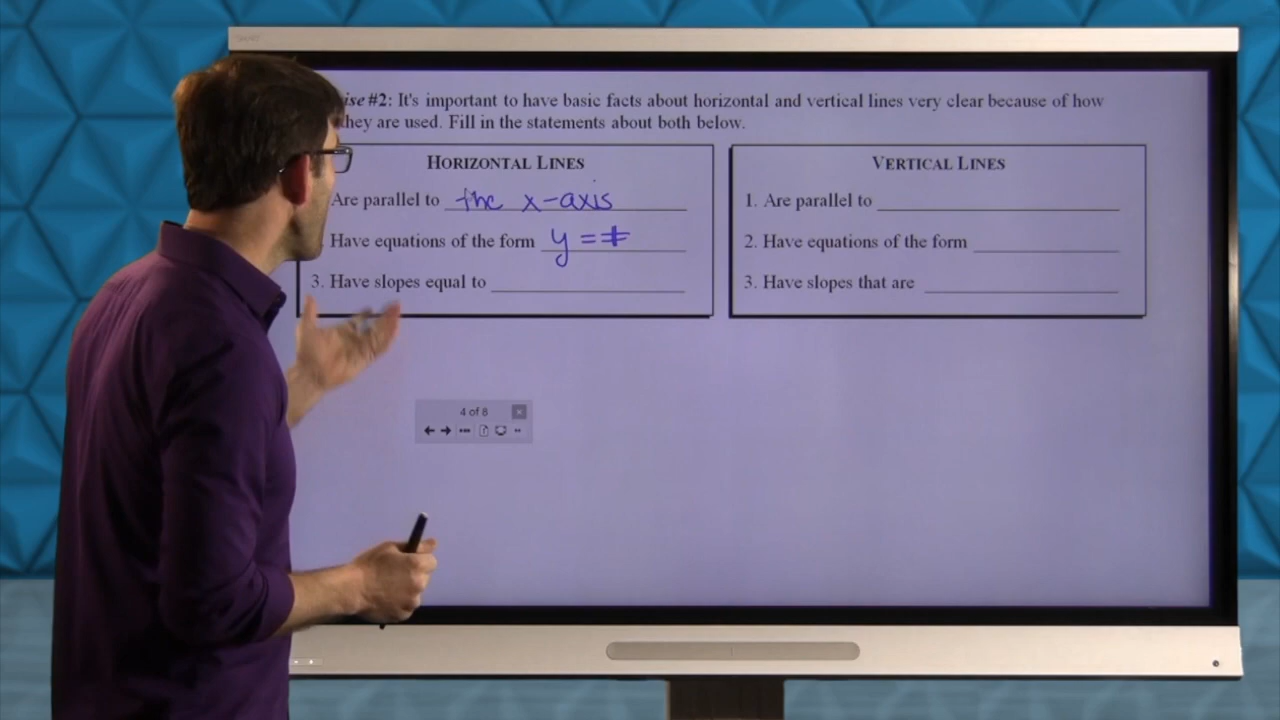 ise #2: It's important to have basic facts about horizontal and vertical lines very clear because of how
they are used. Fill in the statements about both below.
HORIZONTAL LINES
Are parallel to the x-axis
Have equations of the form y = #
3. Have slopes equal to
VERTICAL LINES
1. Are parallel to
2. Have equations of the form
3. Have slopes that are
4 of 8